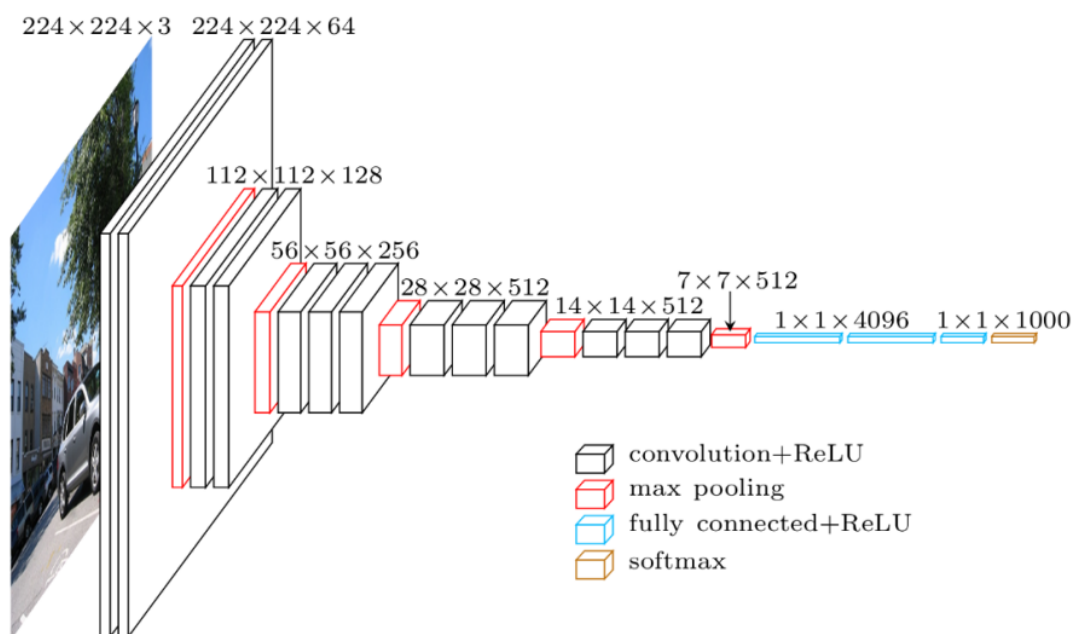 224×224×3
224×224×64
112×112×128
56×56×256
28×28×512
14×14×512
7×7×512
1×1×4096
1×1×1000
convolution+ReLU
max pooling
fully connected+ReLU
softmax